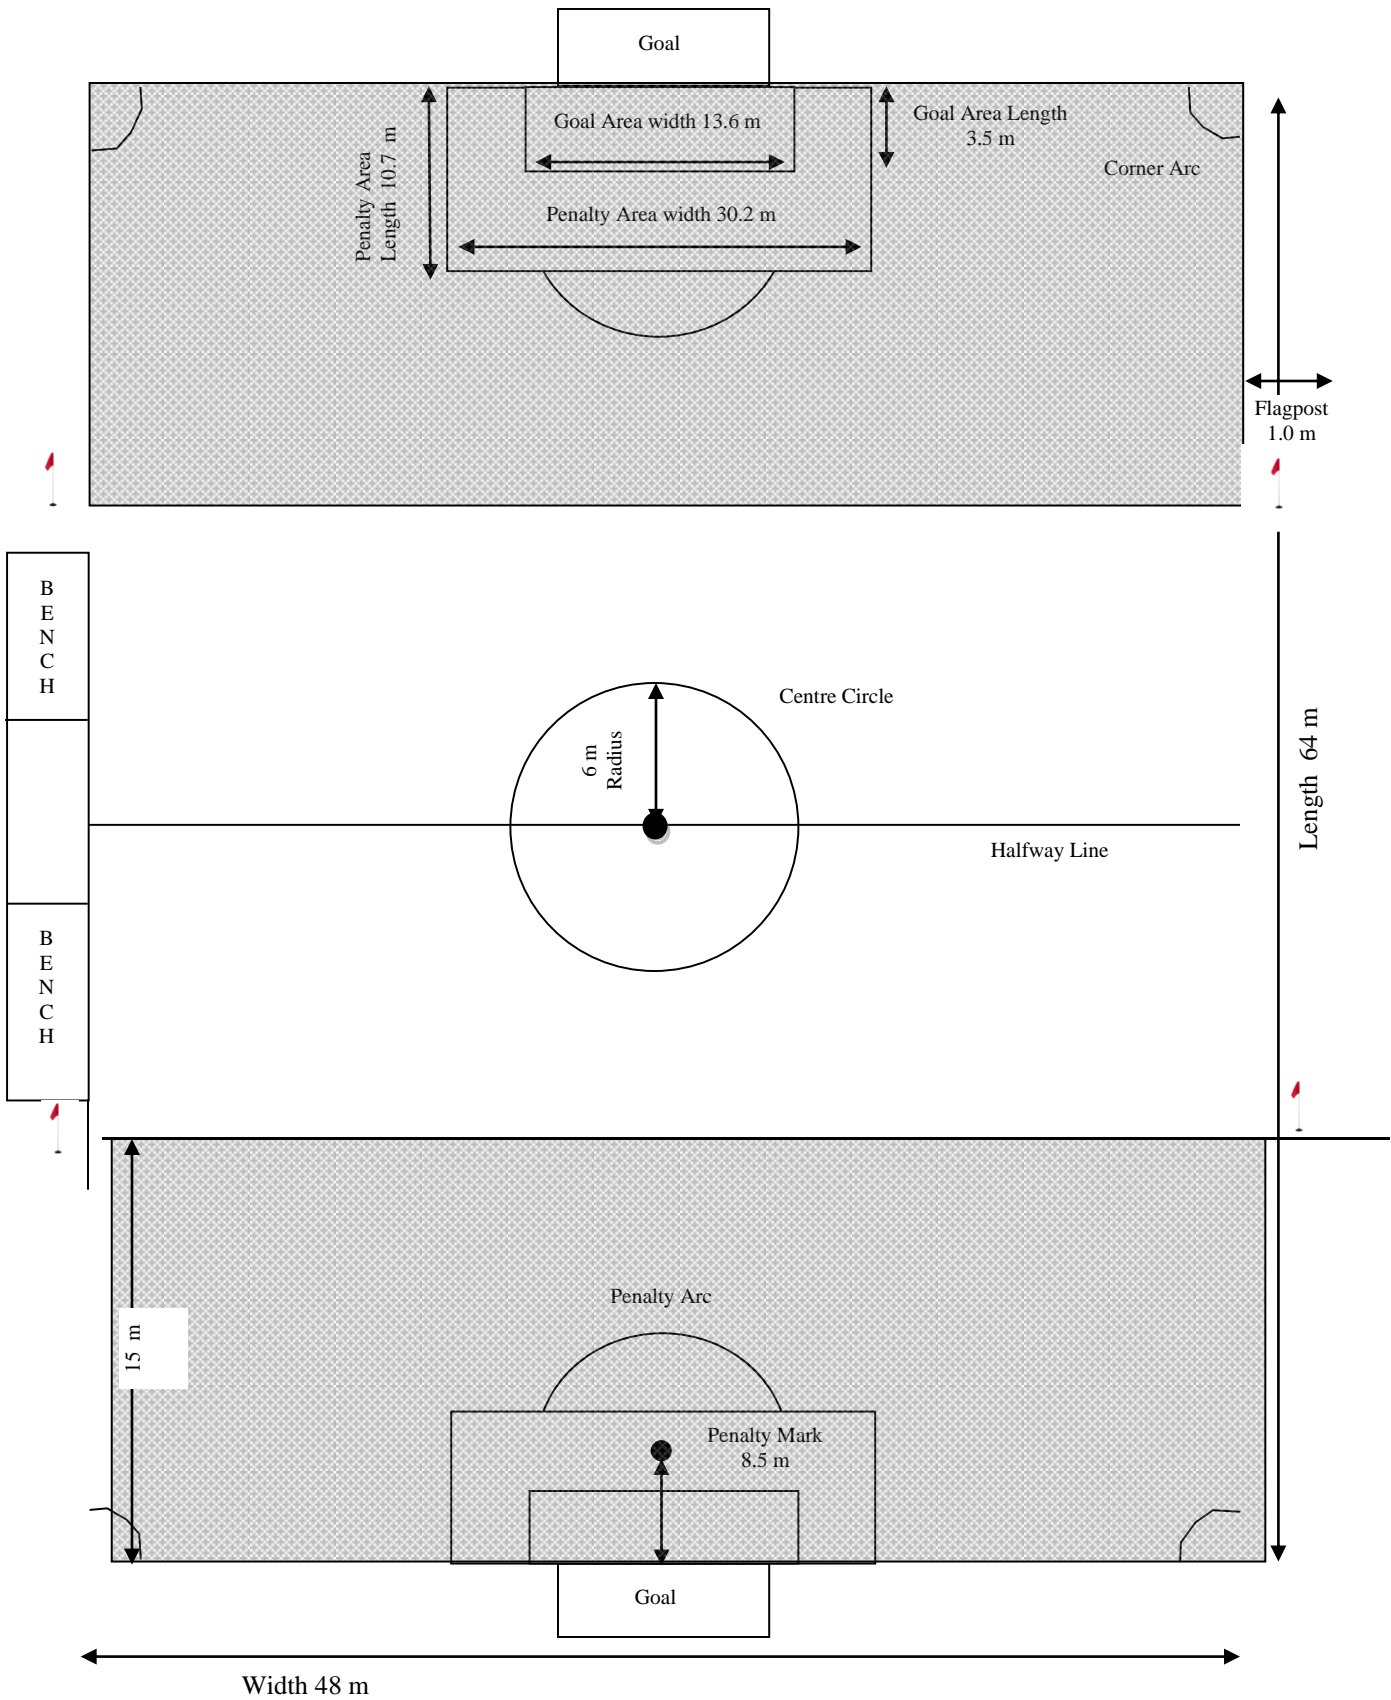 Goal
Goal Area width 13.6 m
Goal Area Length
3.5 m
Penalty Area
Length 10.7 m
Corner Arc
Penalty Area width 30.2 m
Flagpost
1.0 m
B
E
N
C
H
Centre Circle
6 m
Radius
Length 64 m
Halfway Line
B
E
N
C
H
Penalty Arc
15 m
Penalty Mark
8.5 m
Goal
Width 48 m